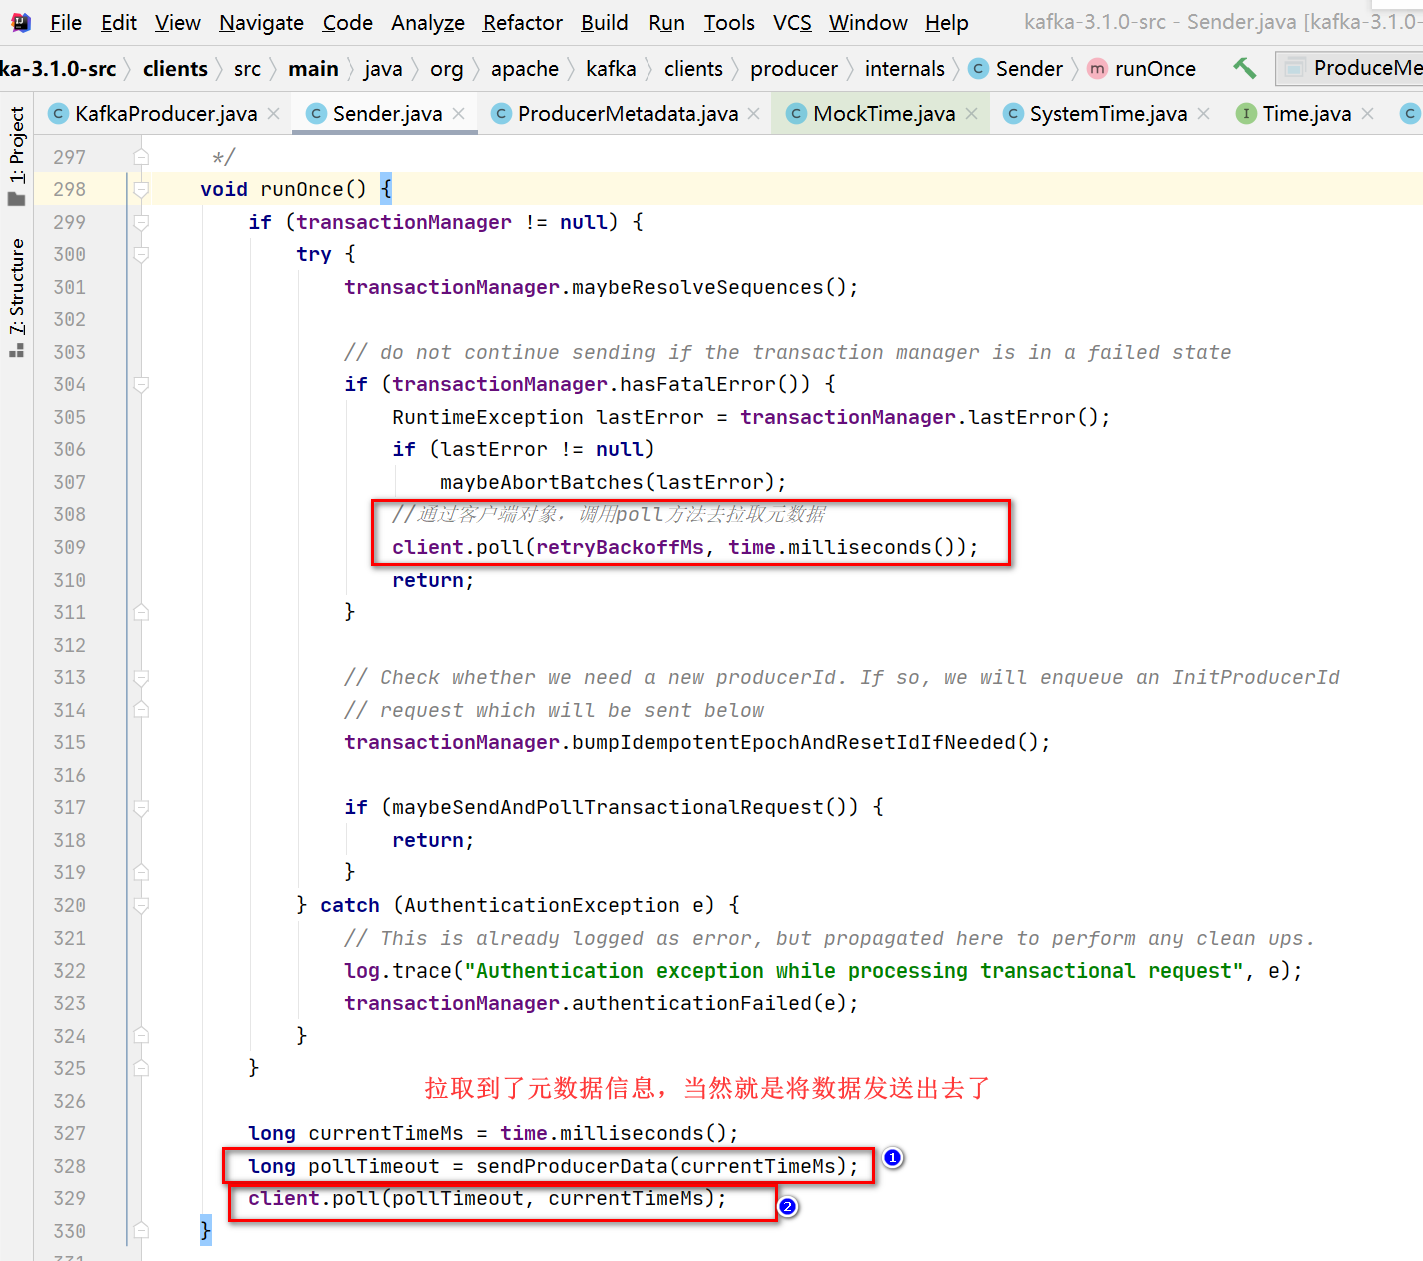 File Edit View Navigate Code Analyze Refactor Build Run Tools VCS Window Help kafka-3.1.0-src - Sender.java [kafka-3.1.0-
ka-3.1.0-src clients src main java org apache kafka clients producer internals Sender runOnce ProduceMe
KafkaProducer.java Sender.java ProducerMetadata.java MockTime.java SystemTime.java Time.java
1: Project
7: Structure
297 */
298 void runOnce() {
299 if (transactionManager != null) {
300 try {
301 transactionManager.maybeResolveSequences();
302
303 // do not continue sending if the transaction manager is in a failed state
304 if (transactionManager.hasFatalError()) {
305 RuntimeException lastError = transactionManager.lastError();
306 if (lastError != null)
307 maybeAbortBatches(lastError);
308 //通过客户端对象，调用poll方法去拉取元数据
309 client.poll(retryBackoffMs, time.milliseconds());
310 return;
311 }
312
313 // Check whether we need a new producerId. If so, we will enqueue an InitProducerId
314 // request which will be sent below
315 transactionManager.bumpIdempotentEpochAndResetIdIfNeeded();
316
317 if (maybeSendAndPollTransactionalRequest()) {
318 return;
319 }
320 } catch (AuthenticationException e) {
321 // This is already logged as error, but propagated here to perform any clean ups.
322 log.trace("Authentication exception while processing transactional request", e);
323 transactionManager.authenticationFailed(e);
324 }
325 }
拉取到了元数据信息，当然就是将数据发送出去了
326
327 long currentTimeMs = time.milliseconds();
328 long pollTimeout = sendProducerData(currentTimeMs); 1
329 client.poll(pollTimeout, currentTimeMs); 2
330 }